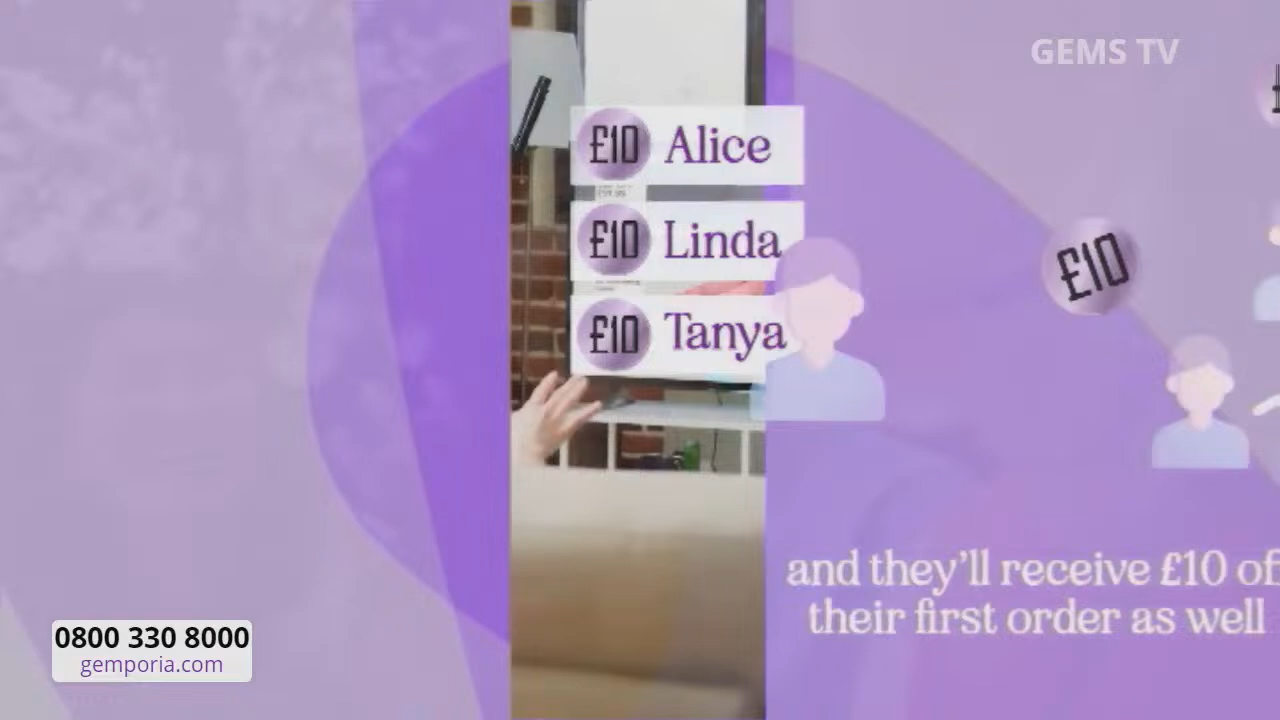 GEMS TV
£10 Alice
£10 Linda
£10
£10 Tanya
and they'll receive £10 of
their first order as well
0800 330 8000
gemporia.com